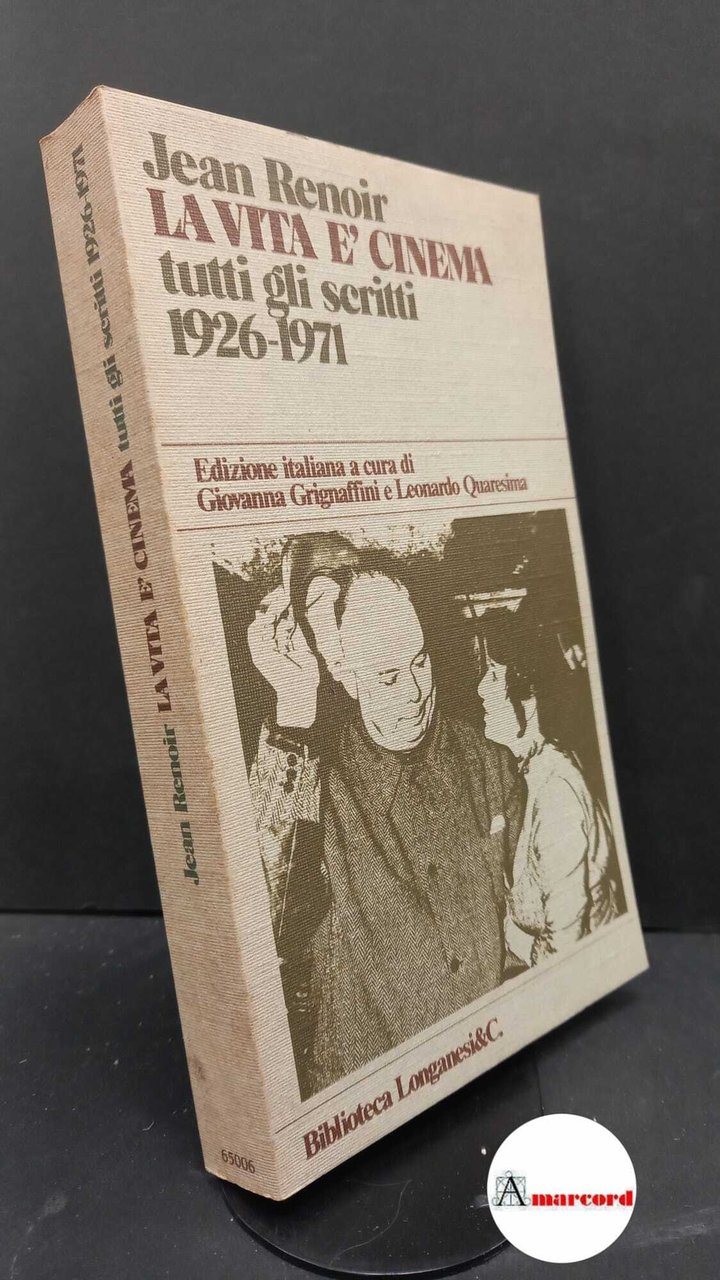 Jean Renoir
LA VITA E' CINEMA
tutti gli scritti
1926-1971
Edizione italiana a cura di
Giovanna Grignaffini e Leonardo Quaresima
Biblioteca Longanesi&C.
Jean Renoir LA VITA E' CINEMA tutti gli scritti 1926-1971
65006
Amarcord